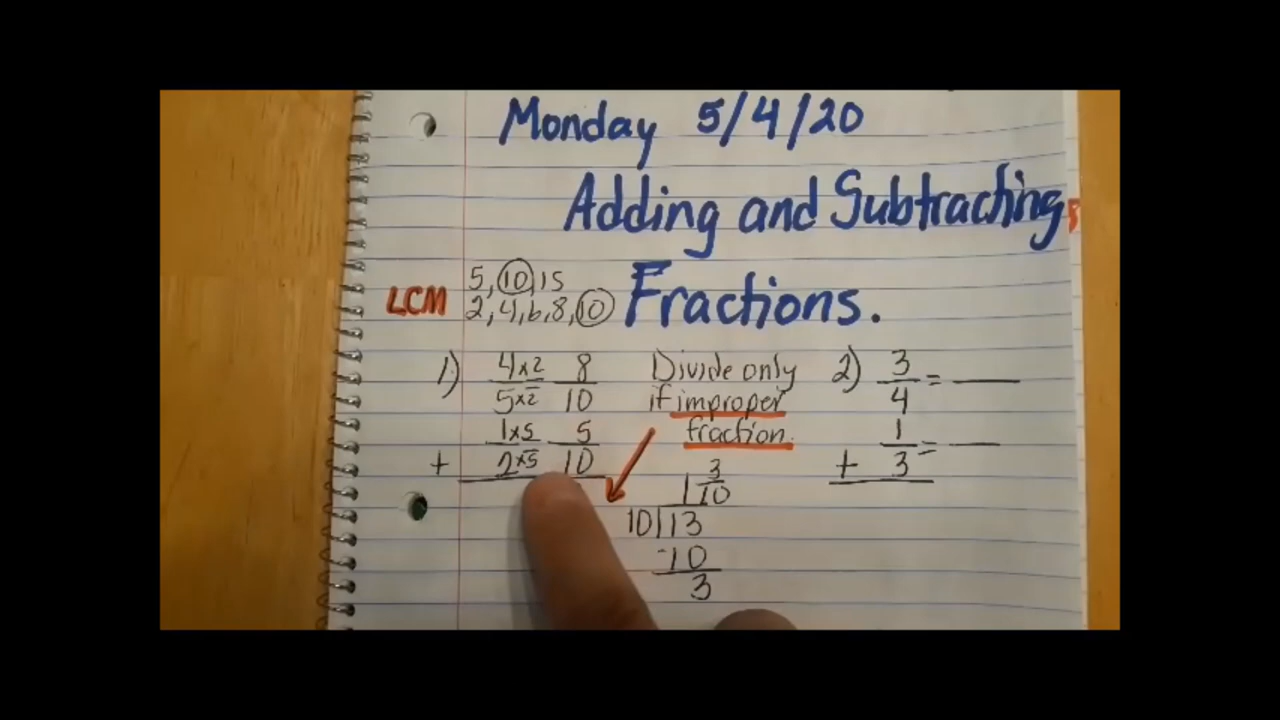 Monday 5/4/20
Adding and Subtracting
Fractions.
LCM
5, 10, 15
2, 4, 6, 8, 10
1) 4x2 8
5x2 10
1x5 5
+ 2x5 10
Divide only
if improper
fraction.
1 3/10
10 13
-10
3
2) 3
4 = ____
1
+ 3 = ____